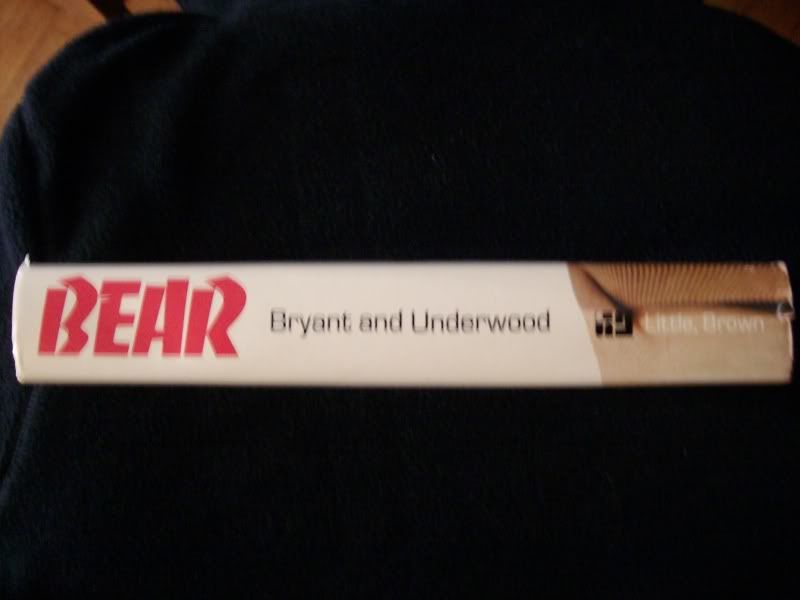 BEAR
Bryant and Underwood
Little, Brown